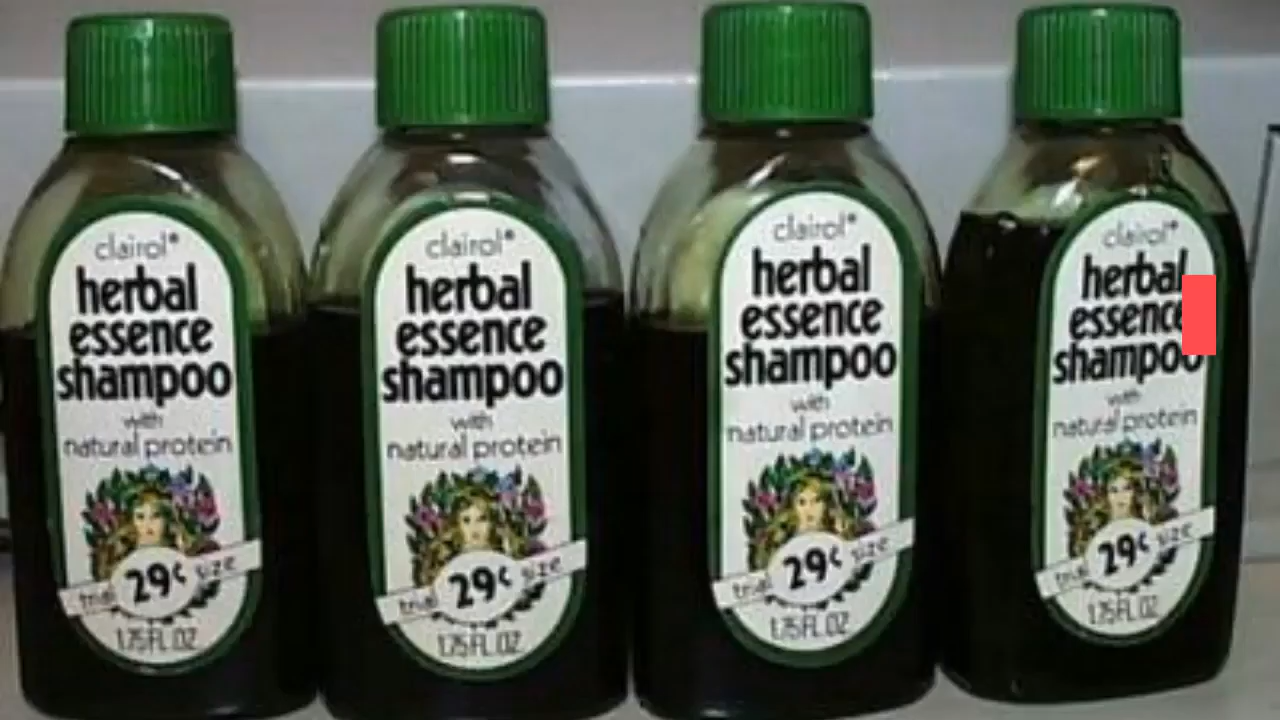 clairol®
herbal
essence
shampoo
with
natural protein
trial 29¢ size
1.75 FL. OZ
clairol®
herbal
essence
shampoo
with
natural protein
trial 29¢ size
1.75 FL. OZ
clairol®
herbal
essence
shampoo
with
natural protein
trial 29¢ size
1.75 FL. OZ
clairol®
herbal
essence
shampoo
with
natural protein
trial 29¢ size
1.75 FL. OZ